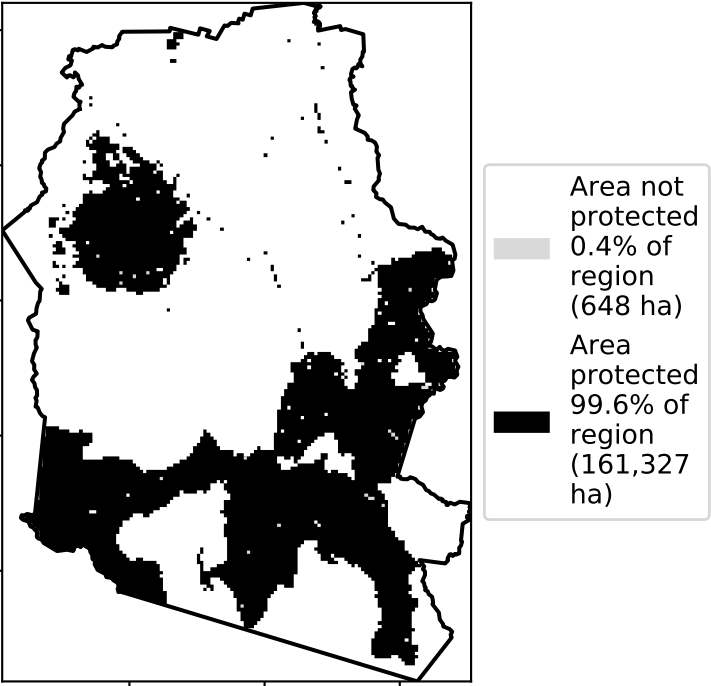 Area not
protected
0.4% of
region
(648 ha)
Area
protected
99.6% of
region
(161,327
ha)